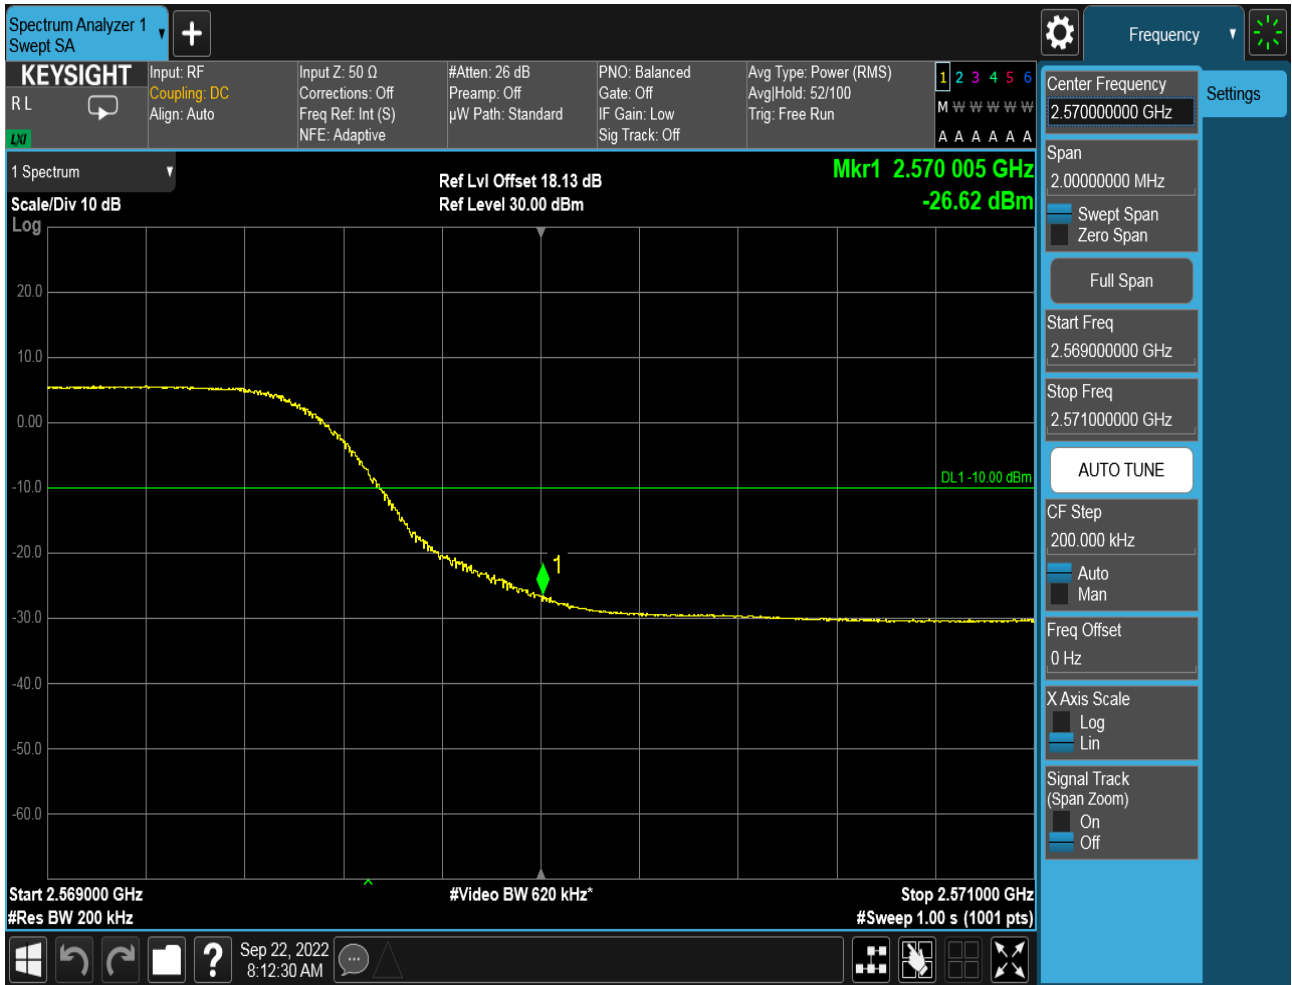 Spectrum Analyzer 1
Swept SA
Frequency
KEYSIGHT
R L
LXI
Input: RF
Coupling: DC
Align: Auto
Input Z: 50 Ω
Corrections: Off
Freq Ref: Int (S)
NFE: Adaptive
#Atten: 26 dB
Preamp: Off
µW Path: Standard
PNO: Balanced
Gate: Off
IF Gain: Low
Sig Track: Off
Avg Type: Power (RMS)
Avg|Hold: 52/100
Trig: Free Run
1 2 3 4 5 6
M W W W W W
A A A A A A
1 Spectrum
Scale/Div 10 dB
Log
Ref Lvl Offset 18.13 dB
Ref Level 30.00 dBm
Mkr1 2.570 005 GHz
-26.62 dBm
20.0
10.0
0.00
-10.0
-20.0
-30.0
-40.0
-50.0
-60.0
DL1 -10.00 dBm
1
Start 2.569000 GHz
#Res BW 200 kHz
#Video BW 620 kHz*
Stop 2.571000 GHz
#Sweep 1.00 s (1001 pts)
Center Frequency
2.570000000 GHz
Settings
Span
2.00000000 MHz
Swept Span
Zero Span
Full Span
Start Freq
2.569000000 GHz
Stop Freq
2.571000000 GHz
AUTO TUNE
CF Step
200.000 kHz
Auto
Man
Freq Offset
0 Hz
X Axis Scale
Log
Lin
Signal Track
(Span Zoom)
On
Off
?
Sep 22, 2022
8:12:30 AM